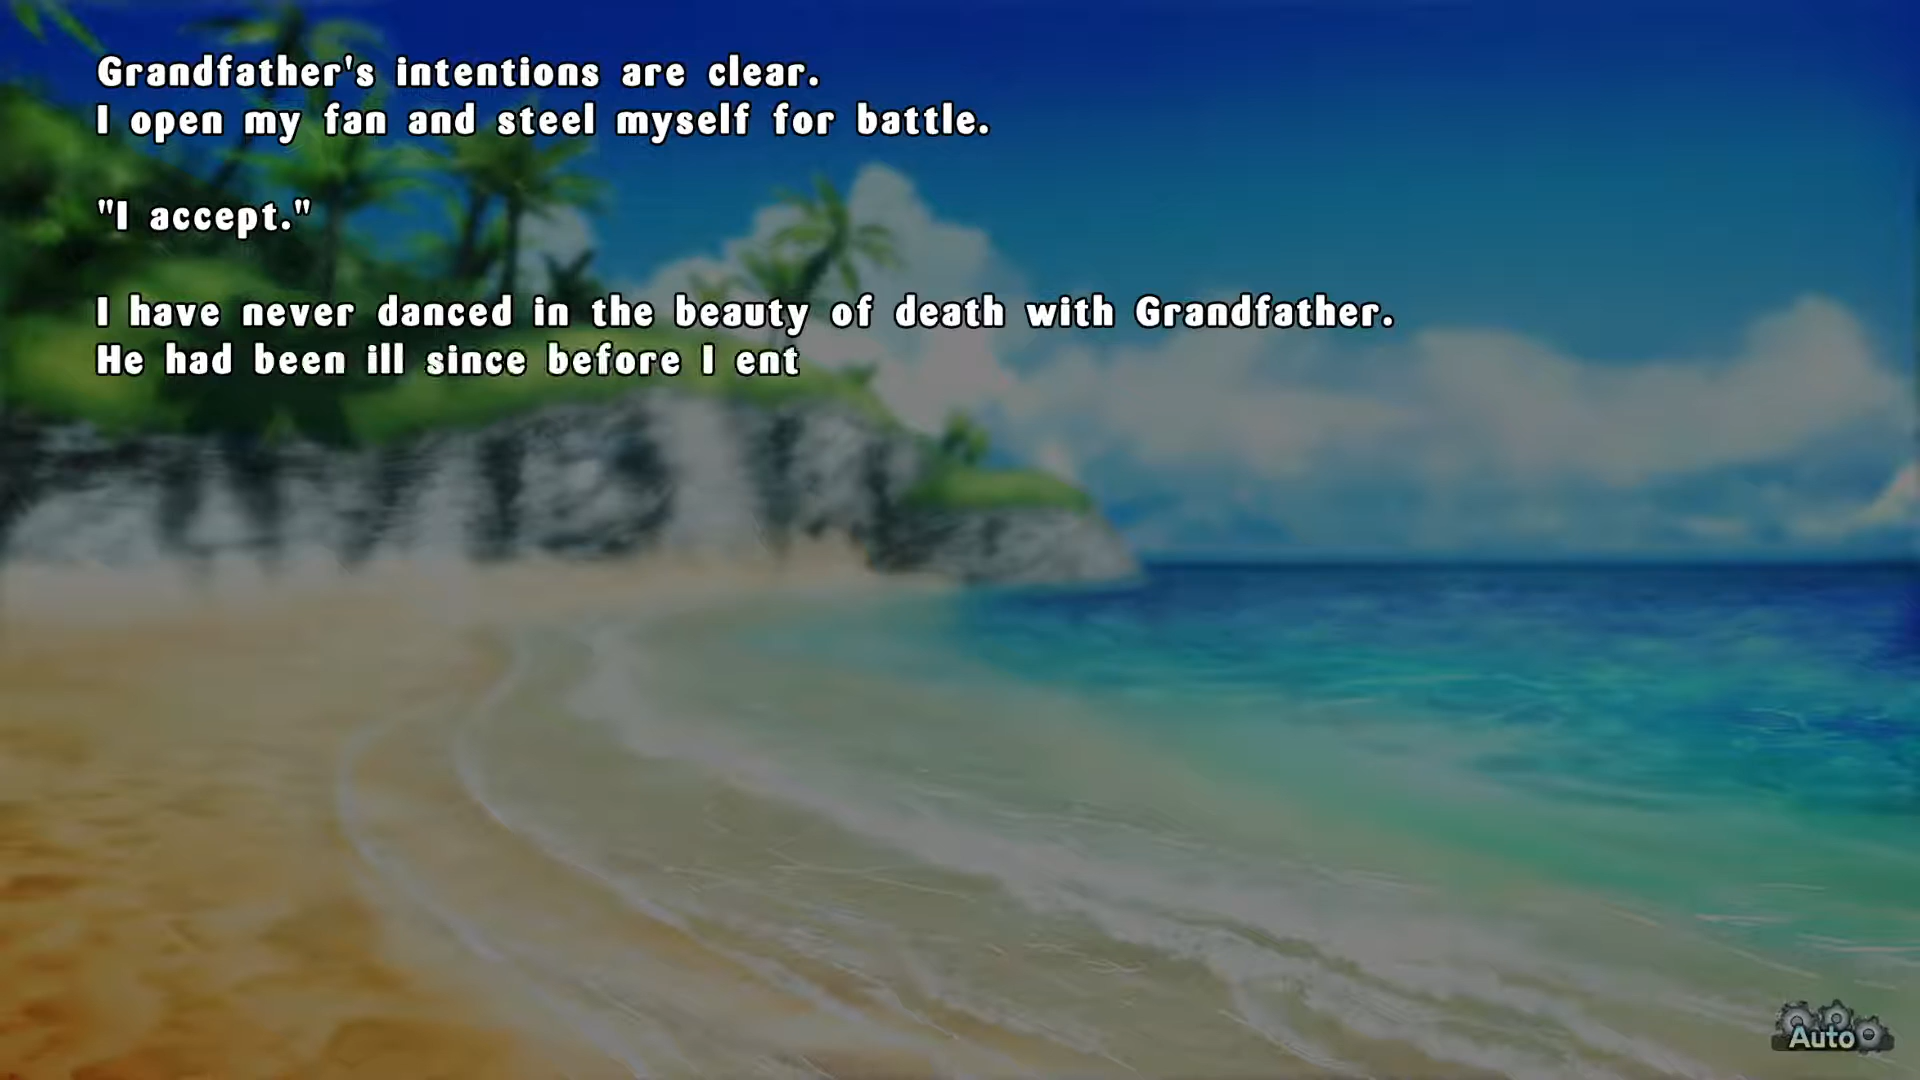 Grandfather's intentions are clear.
I open my fan and steel myself for battle.
"I accept."
I have never danced in the beauty of death with Grandfather.
He had been ill since before I ent
Auto